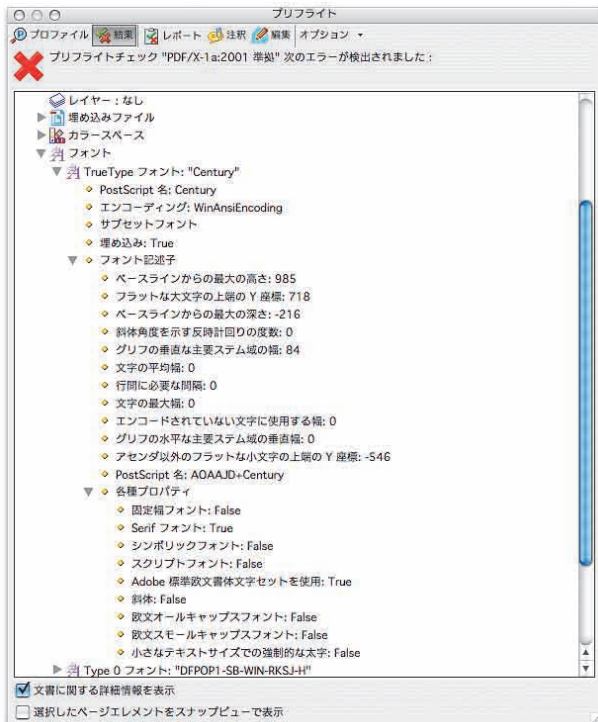 プリフライト
プロファイル 結果 レポート 注釈 編集 オプション
プリフライトチェック "PDF/X-1a:2001 準拠" 次のエラーが検出されました：
レイヤー：なし
埋め込みファイル
カラースペース
フォント
TrueType フォント: "Century"
PostScript 名: Century
エンコーディング: WinAnsiEncoding
サブセットフォント
埋め込み: True
フォント記述子
ベースラインからの最大の高さ: 985
フラットな大文字の上端の Y 座標: 718
ベースラインからの最大の深さ: -216
斜体角度を示す反時計回りの度数: 0
グリフの垂直な主要ステム域の幅: 84
文字の平均幅: 0
行間に必要な間隔: 0
文字の最大幅: 0
エンコードされていない文字に使用する幅: 0
グリフの水平な主要ステム域の垂直幅: 0
アセンダ以外のフラットな小文字の上端の Y 座標: -546
PostScript 名: AOAAJD+Century
各種プロパティ
固定幅フォント: False
Serif フォント: True
シンボリックフォント: False
スクリプトフォント: False
Adobe 標準欧文書体文字セットを使用: True
斜体: False
欧文オールキャップスフォント: False
欧文スモールキャップスフォント: False
小さなテキストサイズでの強制的な太字: False
Type 0 フォント: "DFPOP1-SB-WIN-RKSJ-H"
文書に関する詳細情報を表示
選択したページエレメントをスナップビューで表示